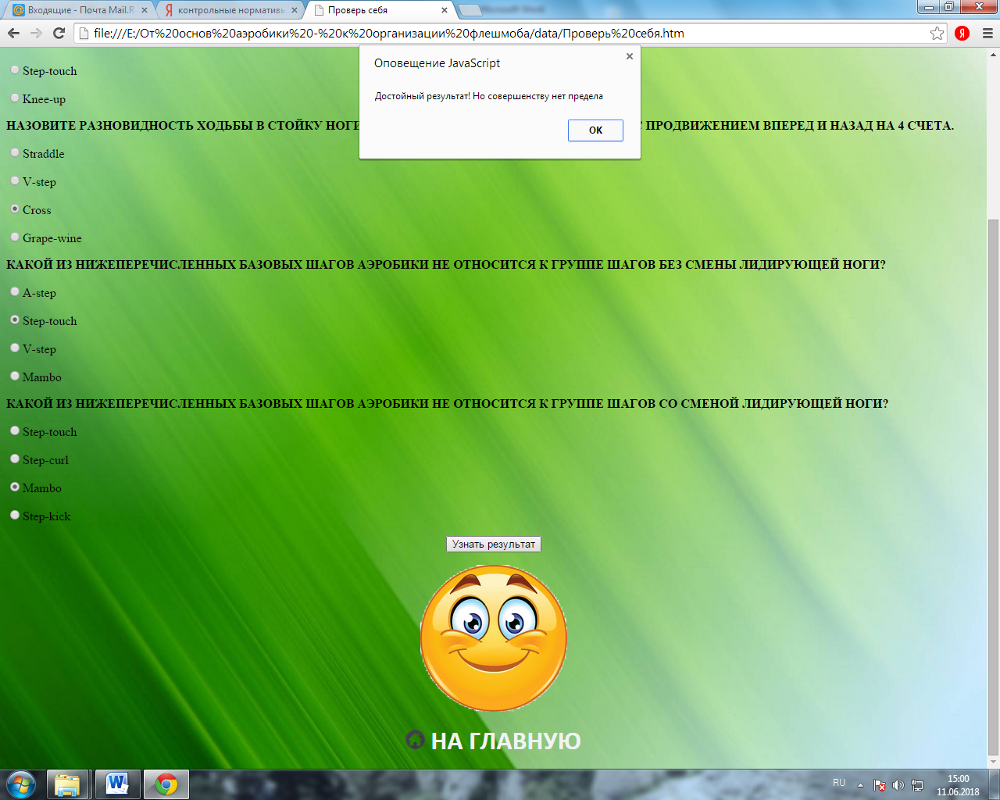 Входящие - Почта Mail.R
контрольные норматив
Проверь себя
Microsoft Word
file:///E:/От%20основ%20аэробики%20-%20к%20организации%20флешмоба/data/Проверь%20себя.htm
Оповещение JavaScript
Достойный результат! Но совершенству нет предела
OK
Step-touch
Knee-up
НАЗОВИТЕ РАЗНОВИДНОСТЬ ХОДЬБЫ В СТОЙКУ НОГИ С ПРОДВИЖЕНИЕМ ВПЕРЕД И НАЗАД НА 4 СЧЕТА.
Straddle
V-step
Cross
Grape-wine
КАКОЙ ИЗ НИЖЕПЕРЕЧИСЛЕННЫХ БАЗОВЫХ ШАГОВ АЭРОБИКИ НЕ ОТНОСИТСЯ К ГРУППЕ ШАГОВ БЕЗ СМЕНЫ ЛИДИРУЮЩЕЙ НОГИ?
A-step
Step-touch
V-step
Mambo
КАКОЙ ИЗ НИЖЕПЕРЕЧИСЛЕННЫХ БАЗОВЫХ ШАГОВ АЭРОБИКИ НЕ ОТНОСИТСЯ К ГРУППЕ ШАГОВ СО СМЕНОЙ ЛИДИРУЮЩЕЙ НОГИ?
Step-touch
Step-curl
Mambo
Step-kick
Узнать результат
НА ГЛАВНУЮ
RU
15:00
11.06.2018